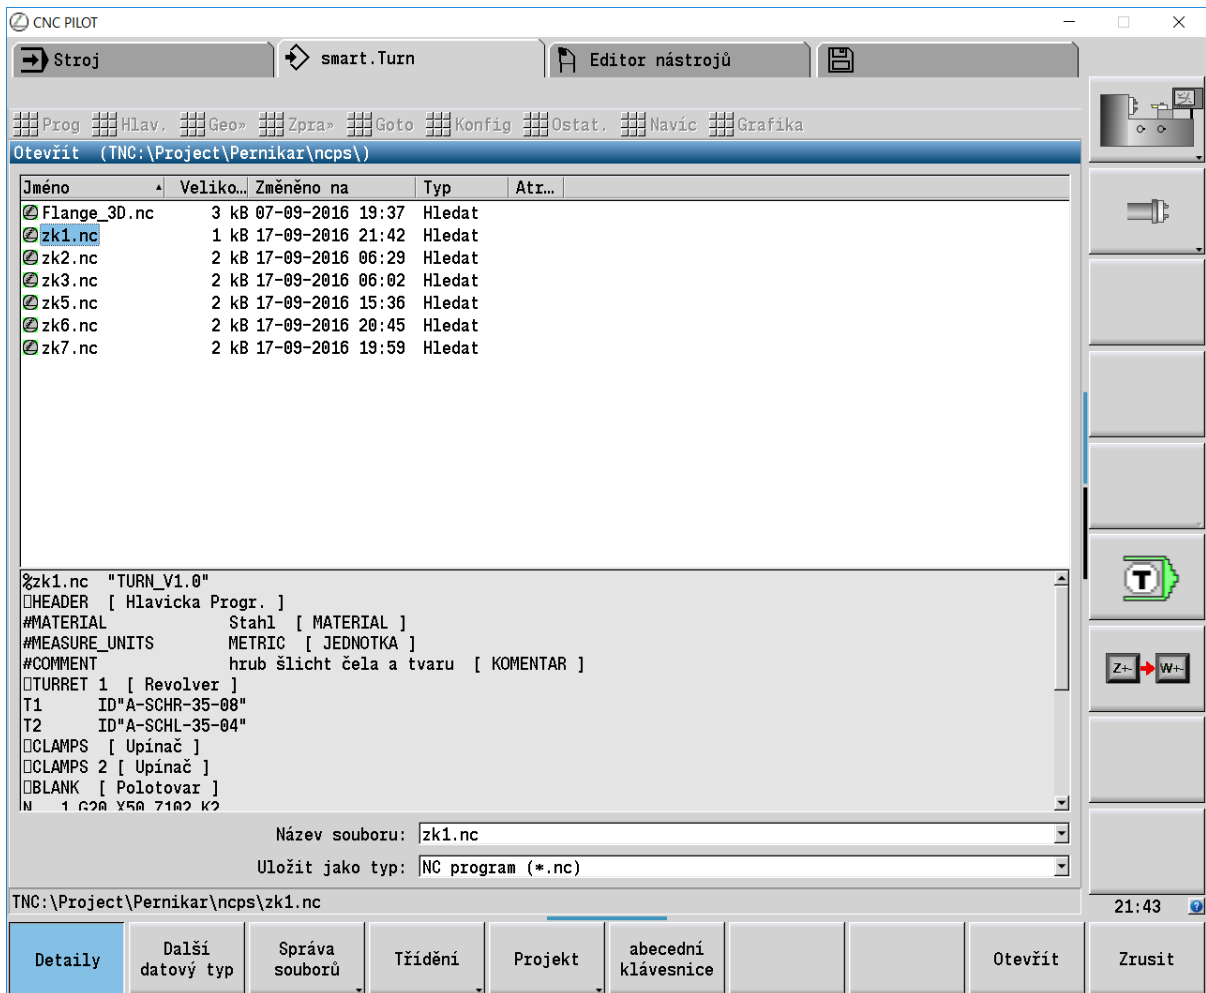 CNC PILOT
Stroj
smart.Turn
Editor nástrojů
Prog Hlav. Geo» Zpra» Goto Konfig Ostat. Navíc Grafika
Otevřít (TNC:\Project\Pernikar\ncps\)
Jméno Veliko... Změněno na Typ Atr...
Flange_3D.nc 3 kB 07-09-2016 19:37 Hledat
zk1.nc 1 kB 17-09-2016 21:42 Hledat
zk2.nc 2 kB 17-09-2016 06:29 Hledat
zk3.nc 2 kB 17-09-2016 06:02 Hledat
zk5.nc 2 kB 17-09-2016 15:36 Hledat
zk6.nc 2 kB 17-09-2016 20:45 Hledat
zk7.nc 2 kB 17-09-2016 19:59 Hledat
%zk1.nc "TURN_V1.0"
HEADER [ Hlavicka Progr. ]
#MATERIAL Stahl [ MATERIAL ]
#MEASURE_UNITS METRIC [ JEDNOTKA ]
#COMMENT hrub šlicht čela a tvaru [ KOMENTAR ]
TURRET 1 [ Revolver ]
T1 ID"A-SCHR-35-08"
T2 ID"A-SCHL-35-04"
CLAMPS [ Upínač ]
CLAMPS 2 [ Upínač ]
BLANK [ Polotovar ]
N 1 G20 X50 Z102 K2
T
Z+- W+-
Název souboru: zk1.nc
Uložit jako typ: NC program (*.nc)
TNC:\Project\Pernikar\ncps\zk1.nc
21:43
Detaily
Další
datový typ
Správa
souborů
Třídění
Projekt
abecední
klávesnice
Otevřít
Zrusit